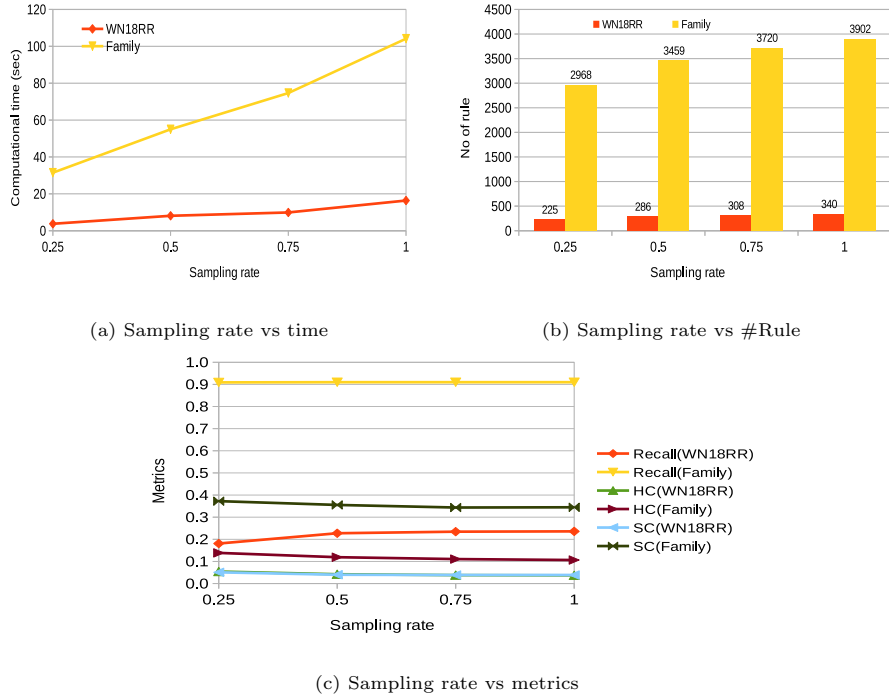 120
100
80
60
40
20
0
Computational time (sec)
WN18RR
Family
0.25 0.5 0.75 1
Sampling rate
(a) Sampling rate vs time
4500
4000
3500
3000
2500
2000
1500
1000
500
0
No of rule
WN18RR Family
225 2968 286 3459 308 3720 340 3902
0.25 0.5 0.75 1
Sampling rate
(b) Sampling rate vs #Rule
1.0
0.9
0.8
0.7
0.6
0.5
0.4
0.3
0.2
0.1
0.0
Metrics
0.25 0.5 0.75 1
Sampling rate
Recall(WN18RR)
Recall(Family)
HC(WN18RR)
HC(Family)
SC(WN18RR)
SC(Family)
(c) Sampling rate vs metrics